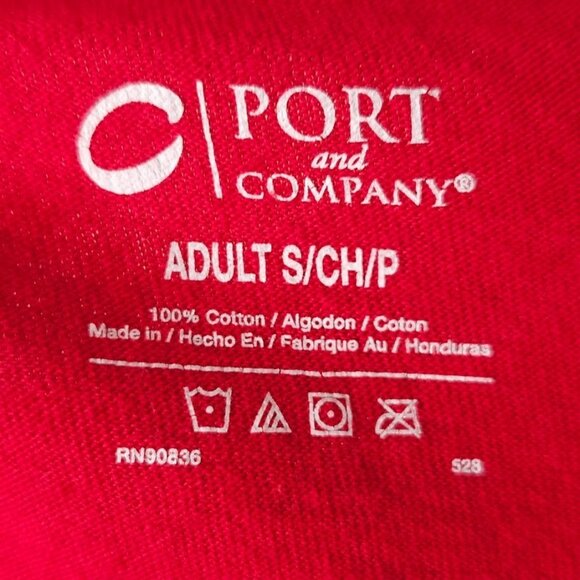 PORT
and
COMPANY®
ADULT S/CH/P
100% Cotton / Algodon / Coton
Made in / Hecho En / Fabrique Au / Honduras
RN90836
528